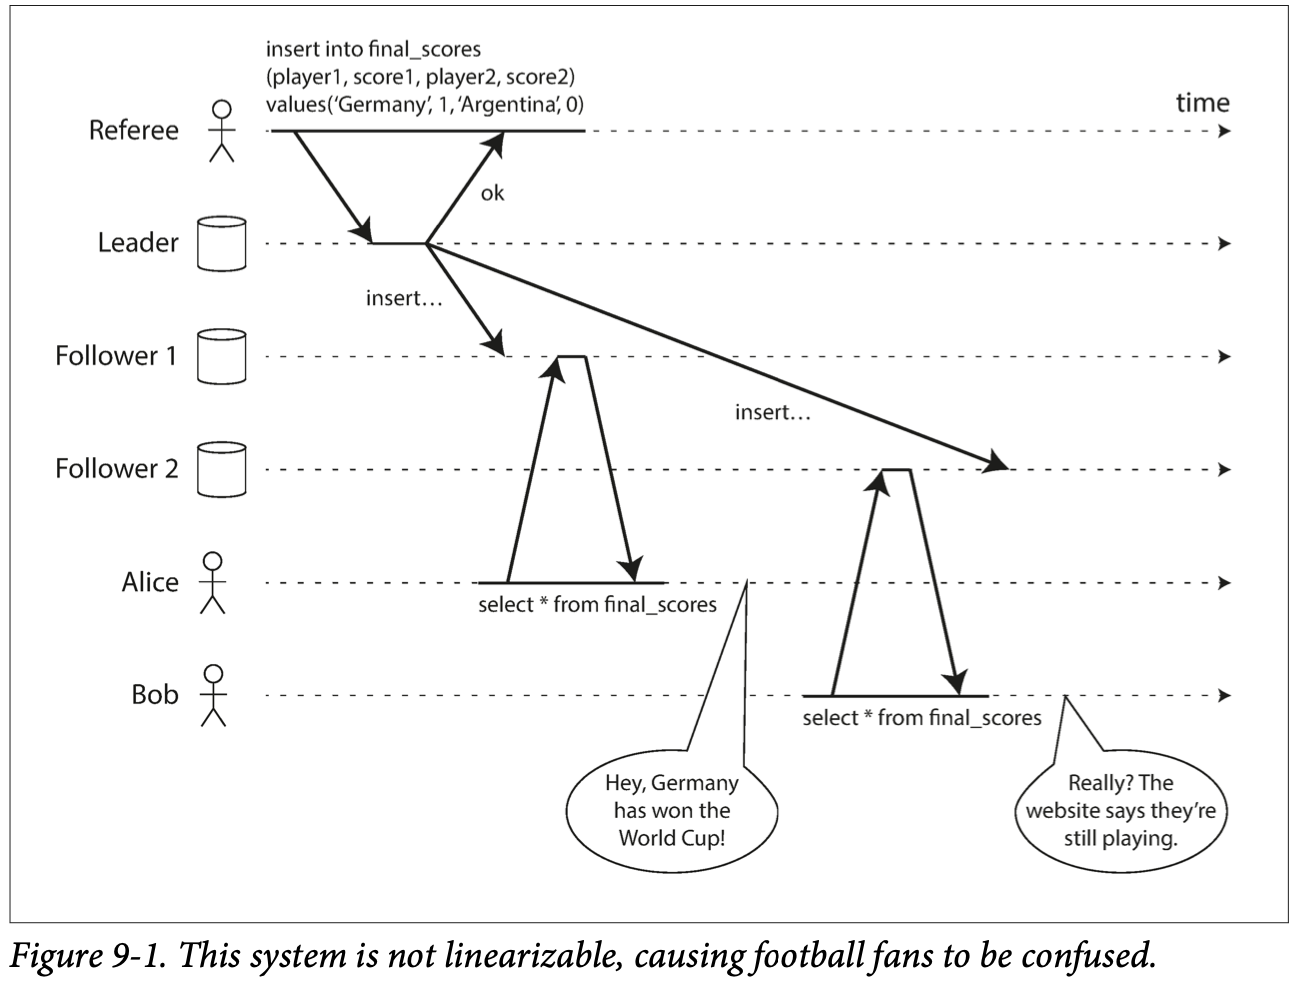 insert into final_scores
(player1, score1, player2, score2)
values(‘Germany’, 1, ‘Argentina’, 0)
time
Referee
ok
Leader
insert…
Follower 1
insert…
Follower 2
Alice
select * from final_scores
Bob
select * from final_scores
Hey, Germany
has won the
World Cup!
Really? The
website says they’re
still playing.
Figure 9-1. This system is not linearizable, causing football fans to be confused.